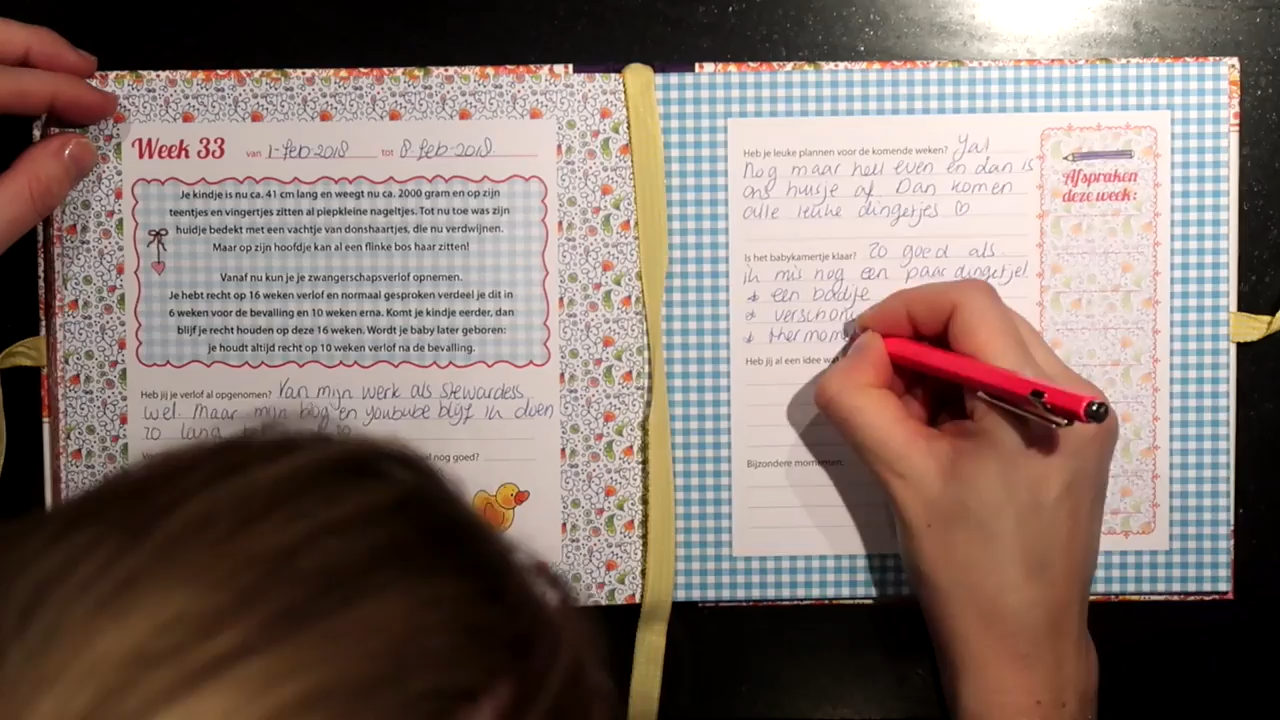 Week 33 van 1-feb-2018 tot 8-feb-2018.
Je kindje is nu ca. 41 cm lang en weegt nu ca. 2000 gram en op zijn
teentjes en vingertjes zitten al piepkleine nageltjes. Tot nu toe was zijn
huidje bedekt met een vachtje van donshaartjes, die nu verdwijnen.
Maar op zijn hoofdje kan al een flinke bos haar zitten!
Vanaf nu kun je je zwangerschapsverlof opnemen.
Je hebt recht op 16 weken verlof en normaal gesproken verdeel je dit in
6 weken voor de bevalling en 10 weken erna. Komt je kindje eerder, dan
blijf je recht houden op deze 16 weken. Wordt je baby later geboren:
je houdt altijd recht op 10 weken verlof na de bevalling.
Heb jij je verlof al opgenomen? Van mijn werk als stewardess
wel. Maar mijn blog en youtube blijf ik doen
zo lang
al nog goed?
Heb je leuke plannen voor de komende weken? Ja!
Nog maar heel even en dan is
ons huisje af. Dan komen
alle leuke dingetjes ♡
Is het babykamertje klaar? zo goed als.
ik mis nog een paar dingetjes!
* een bordje
* verschon
* thermom
Heb jij al een idee
Bijzondere momenten:
Afspraken
deze week: